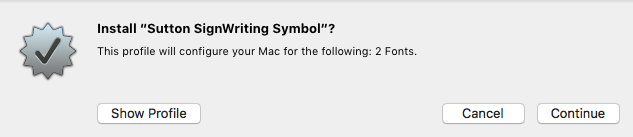 Install “Sutton SignWriting Symbol”?
This profile will configure your Mac for the following: 2 Fonts.
Show Profile
Cancel
Continue